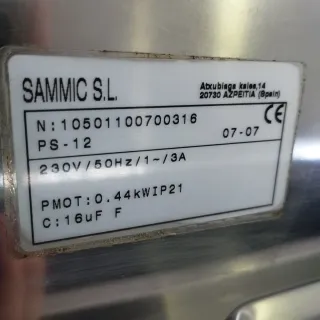 SAMMIC S.L.
Atxubiaga kalea,14
20730 AZPEITIA (Spain)
N:10501100700316
CE
PS-12
07-07
230V/50Hz/1~/3A
PMOT:0.44kWIP21
C:16uF F